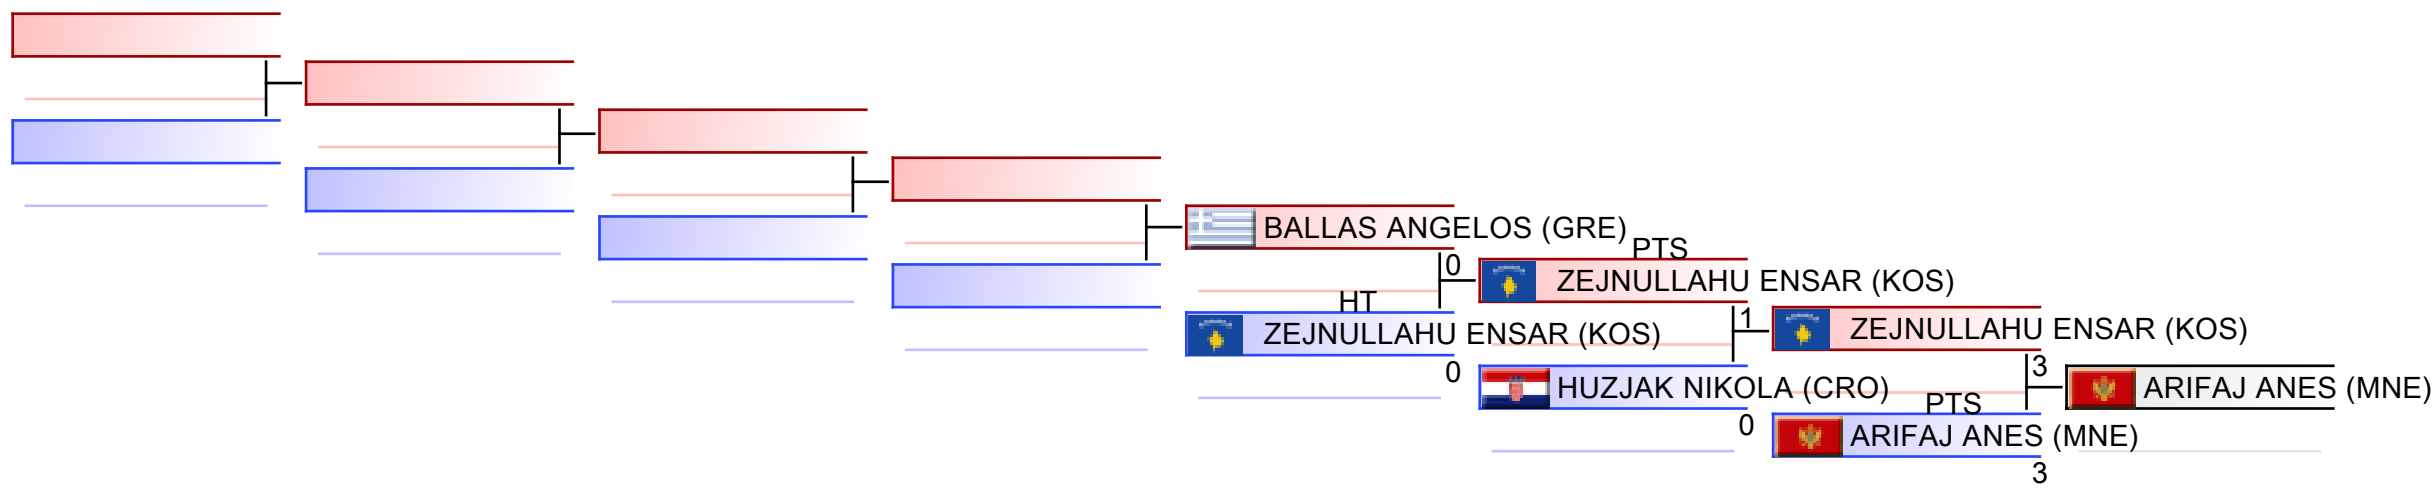 BALLAS ANGELOS (GRE)
0
HT
ZEJNULLAHU ENSAR (KOS)
0
PTS
ZEJNULLAHU ENSAR (KOS)
1
HUZJAK NIKOLA (CRO)
0
ZEJNULLAHU ENSAR (KOS)
3
PTS
ARIFAJ ANES (MNE)
3
ARIFAJ ANES (MNE)